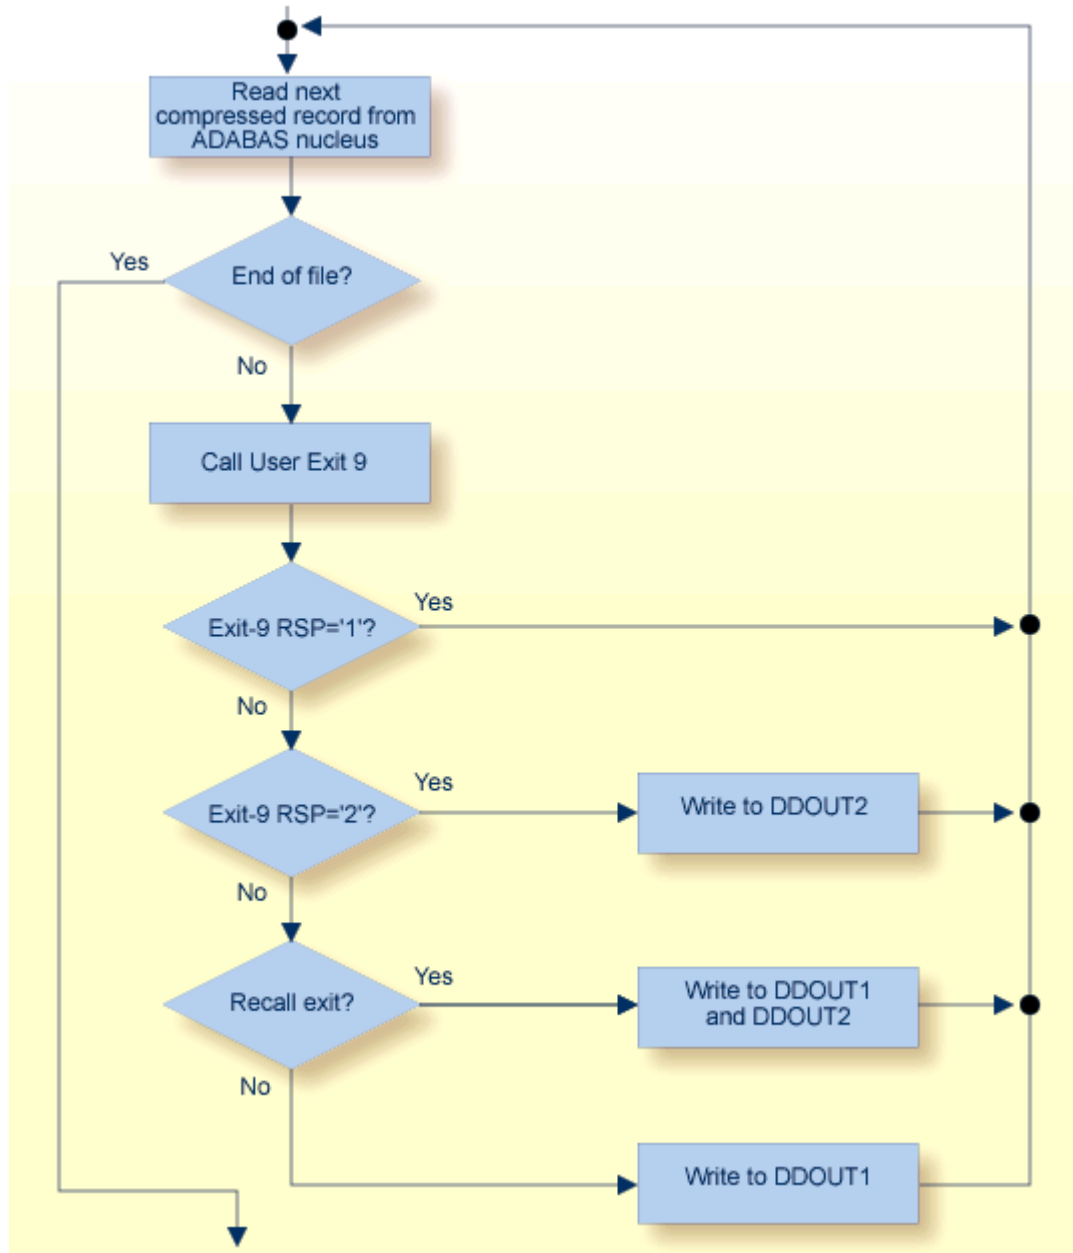 Read next
compressed record from
ADABAS nucleus
Yes
End of file?
No
Call User Exit 9
Yes
Exit-9 RSP='1'?
No
Yes
Exit-9 RSP='2'?
Write to DDOUT2
No
Yes
Recall exit?
Write to DDOUT1
and DDOUT2
No
Write to DDOUT1